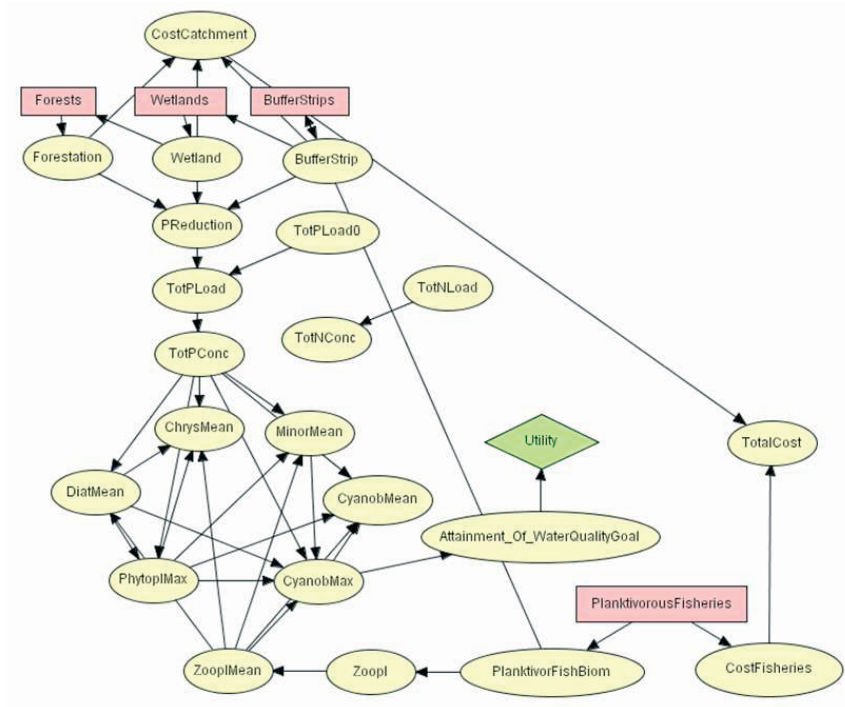 CostCatchment
Forests
Wetlands
BufferStrips
Forestation
Wetland
BufferStrip
PReduction
TotPLoad0
TotPLoad
TotNLoad
TotNConc
TotPConc
ChrysMean
MinorMean
Utility
TotalCost
DiatMean
CyanobMean
Attainment_Of_WaterQualityGoal
PhytoplMax
CyanobMax
PlanktivorousFisheries
ZooplMean
Zoopl
PlanktivorFishBiom
CostFisheries